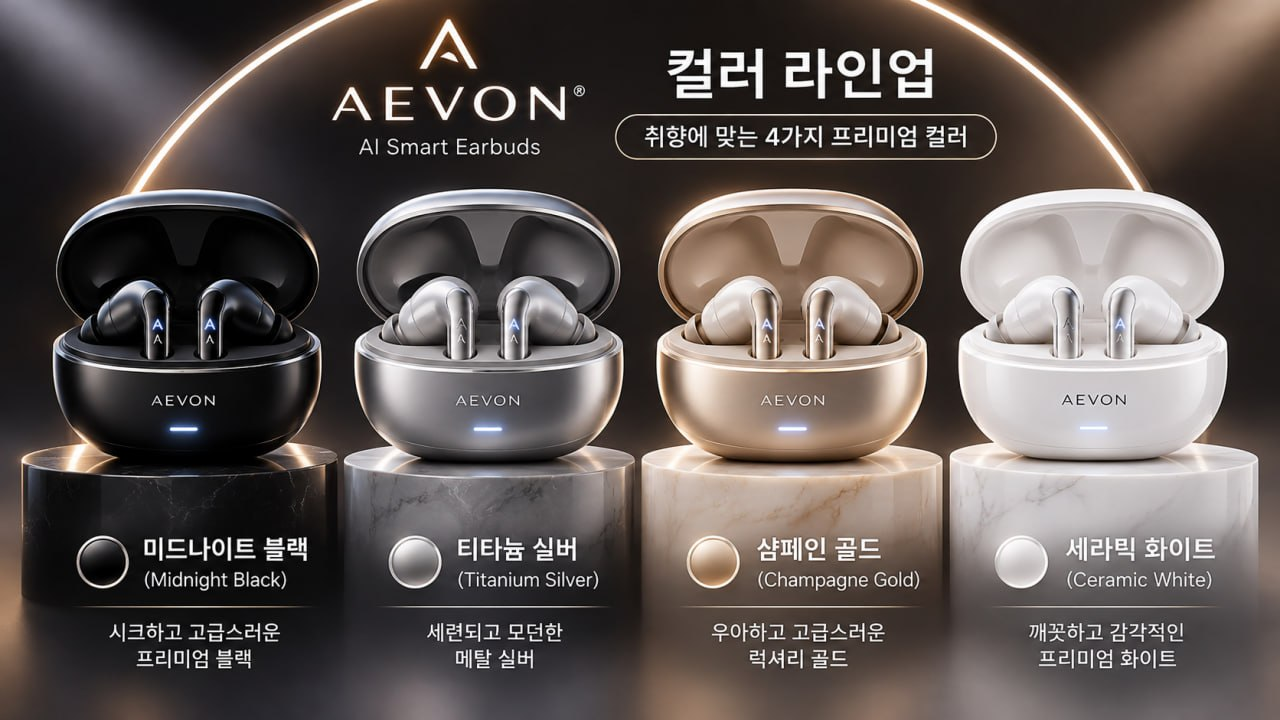 AEVON®
AI Smart Earbuds
컬러 라인업
취향에 맞는 4가지 프리미엄 컬러
AEVON
AEVON
AEVON
AEVON
미드나이트 블랙
(Midnight Black)
시크하고 고급스러운
프리미엄 블랙
티타늄 실버
(Titanium Silver)
세련되고 모던한
메탈 실버
샴페인 골드
(Champagne Gold)
우아하고 고급스러운
럭셔리 골드
세라믹 화이트
(Ceramic White)
깨끗하고 감각적인
프리미엄 화이트